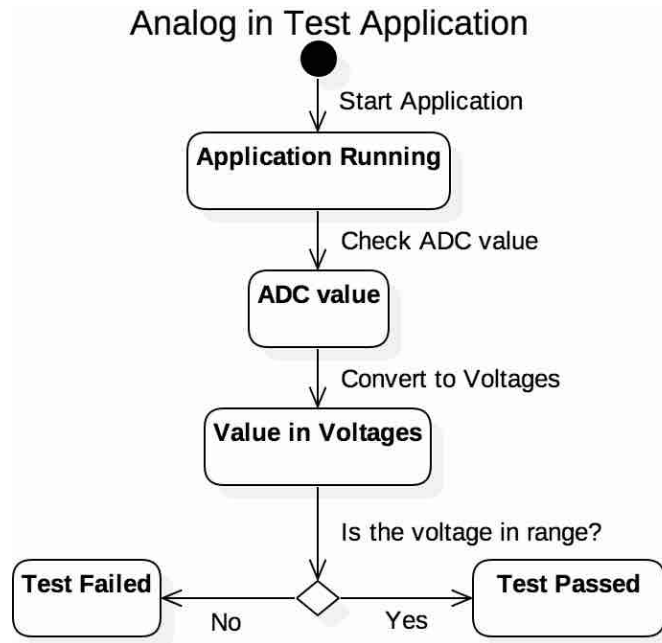 Analog in Test Application
Start Application
Application Running
Check ADC value
ADC value
Convert to Voltages
Value in Voltages
Is the voltage in range?
Test Failed
Test Passed
No
Yes